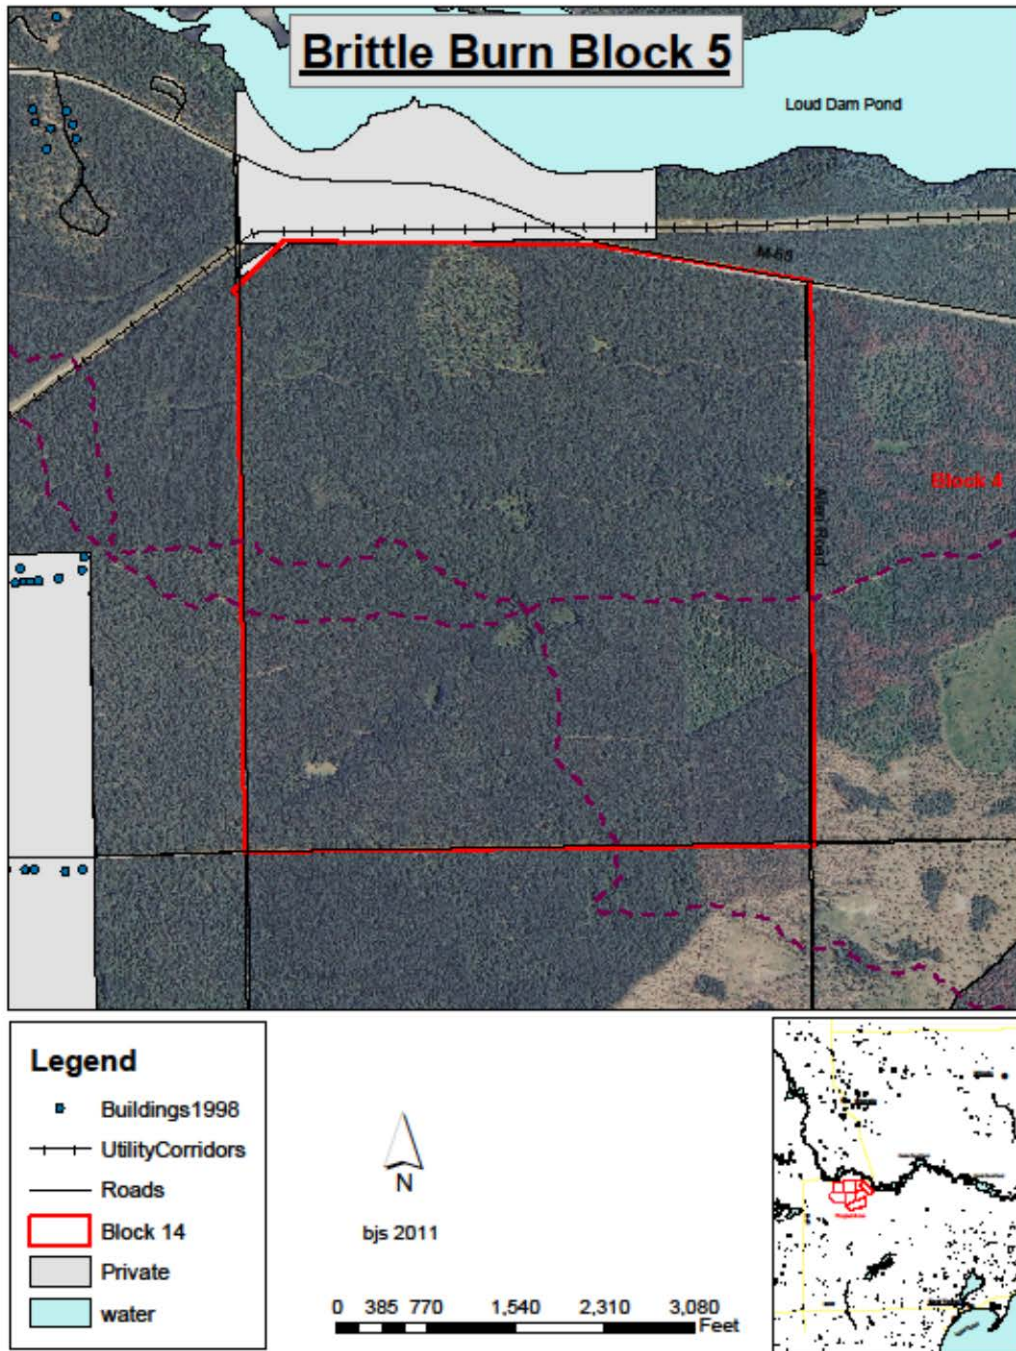 Brittle Burn Block 5
Loud Dam Pond
M-65
Block 4
Legend
Buildings1998
UtilityCorridors
Roads
Block 14
Private
water
N
bjs 2011
0 385 770 1,540 2,310 3,080
Feet